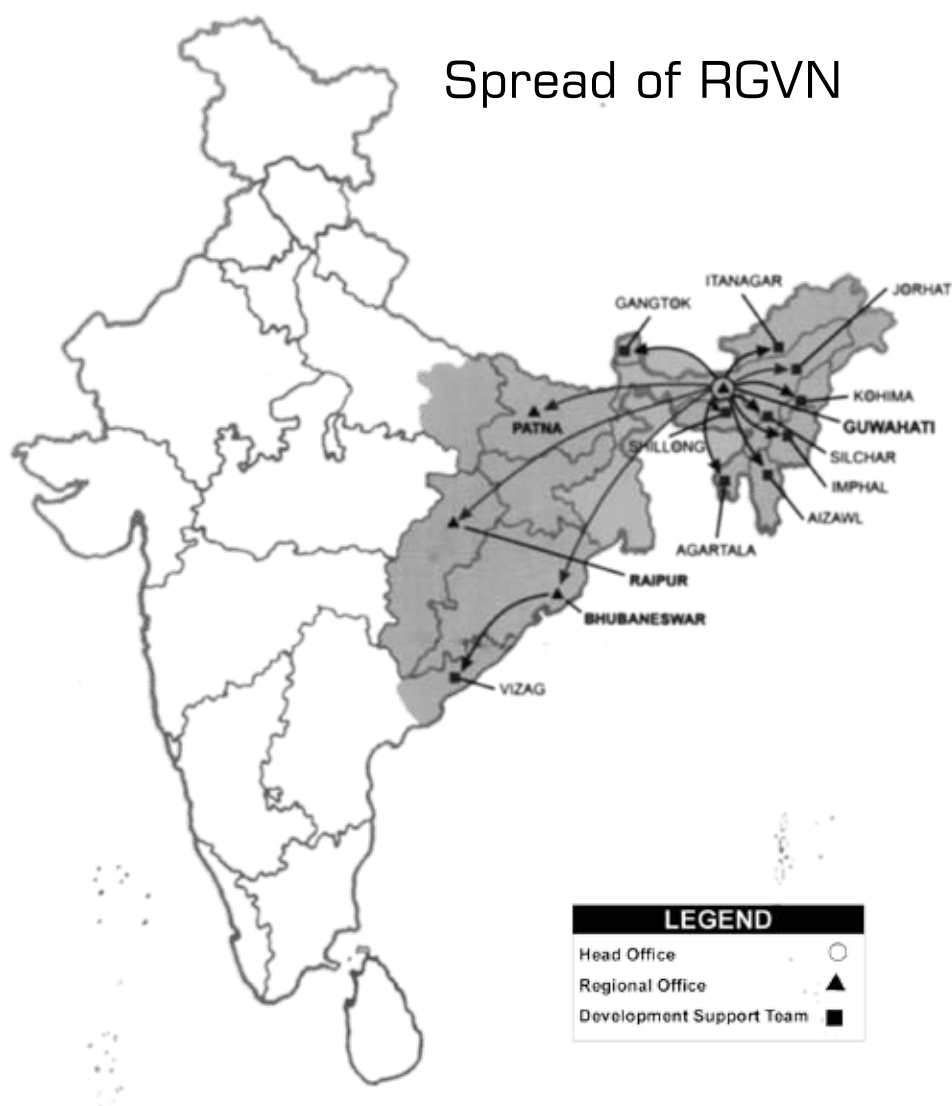 Spread of RGVN
ITANAGAR
JORHAT
GANGTOK
KOHIMA
GUWAHATI
PATNA
SHILLONG
SILCHAR
IMPHAL
AIZAWL
AGARTALA
RAIPUR
BHUBANESWAR
VIZAG
LEGEND
Head Office
Regional Office
Development Support Team